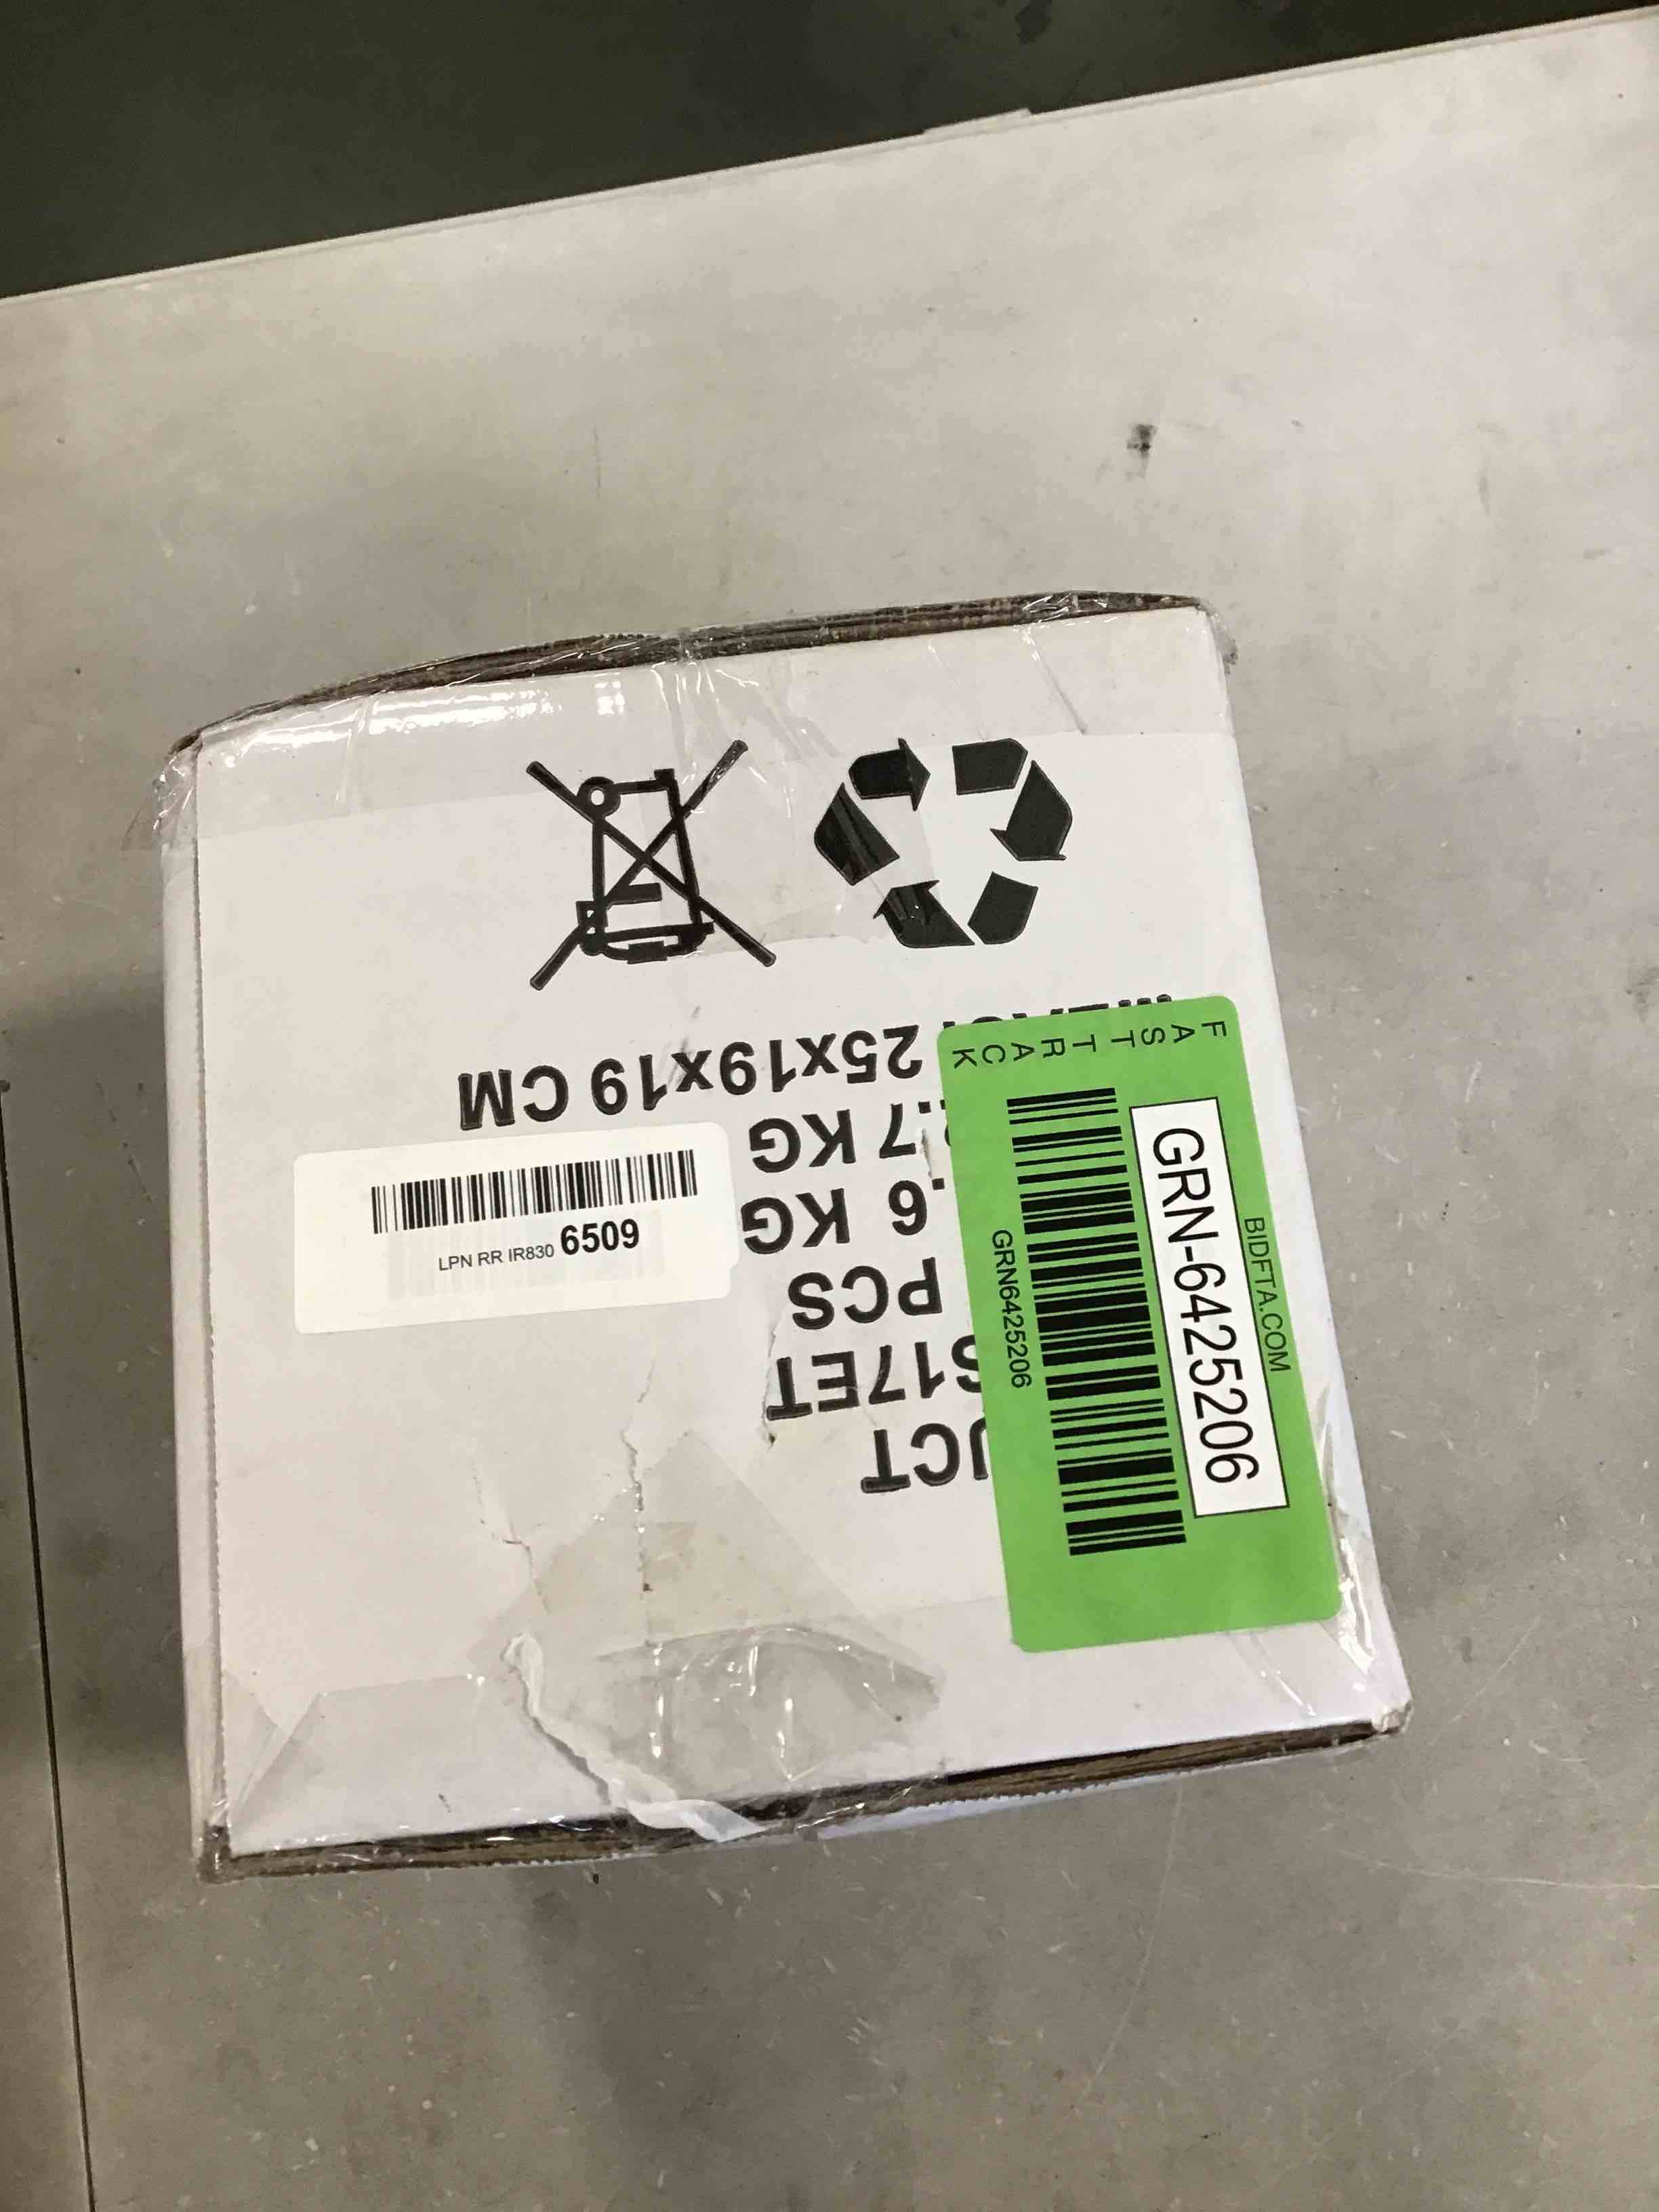 FAST TRACK
GRN6425206
GRN-6425206
BIDFTA.COM
LPN RR IR830 6509
UCT
617ET
PCS
.6 KG
.7 KG
25x19x19 CM